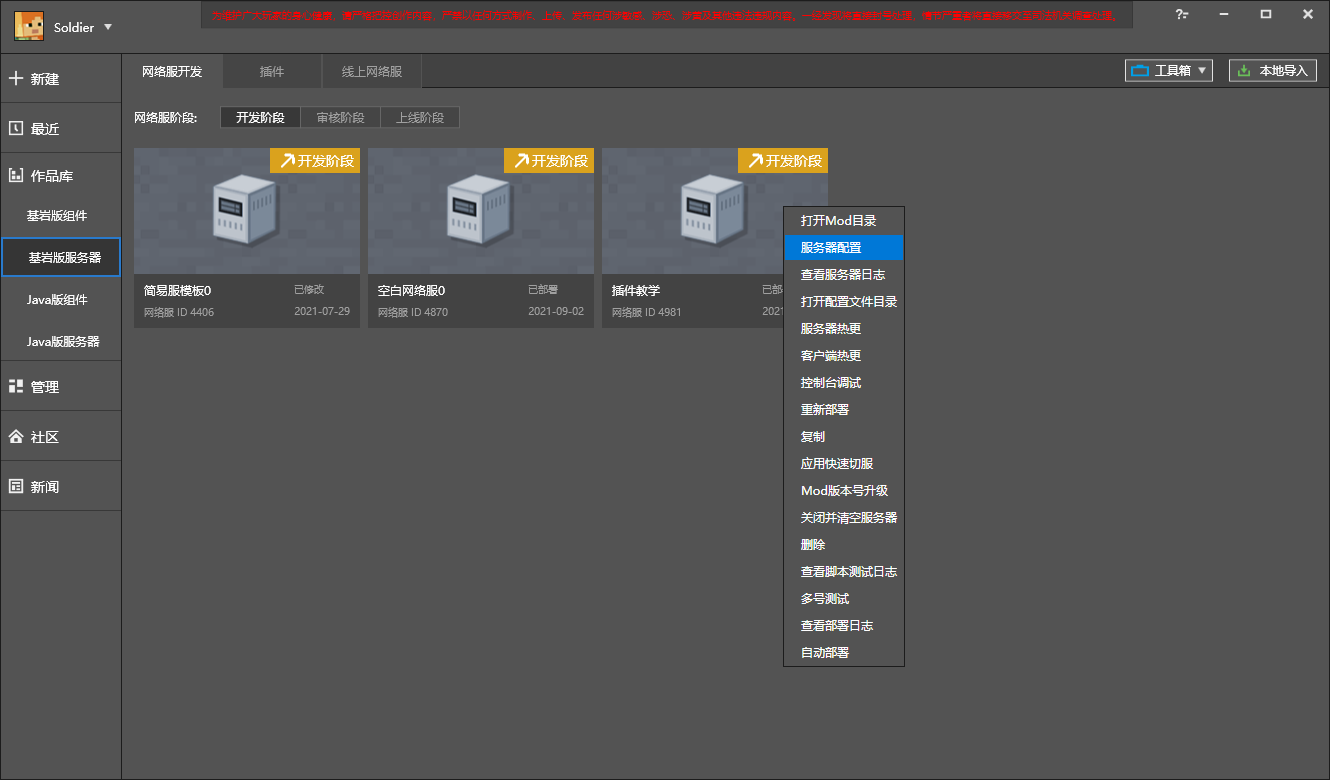 Soldier
新建
最近
作品库
基岩版组件
基岩版服务器
Java版组件
Java版服务器
管理
社区
新闻
网络服开发
插件
线上网络服
工具箱
本地导入
网络服阶段:
开发阶段
审核阶段
上线阶段
开发阶段
简易服模板0
已修改
网络服 ID 4406
2021-07-29
开发阶段
空白网络服0
已部署
网络服 ID 4870
2021-09-02
开发阶段
插件教学
已部
网络服 ID 4981
2021
打开Mod目录
服务器配置
查看服务器日志
打开配置文件目录
服务器热更
客户端热更
控制台调试
重新部署
复制
应用快速切服
Mod版本号升级
关闭并清空服务器
删除
查看脚本测试日志
多号测试
查看部署日志
自动部署